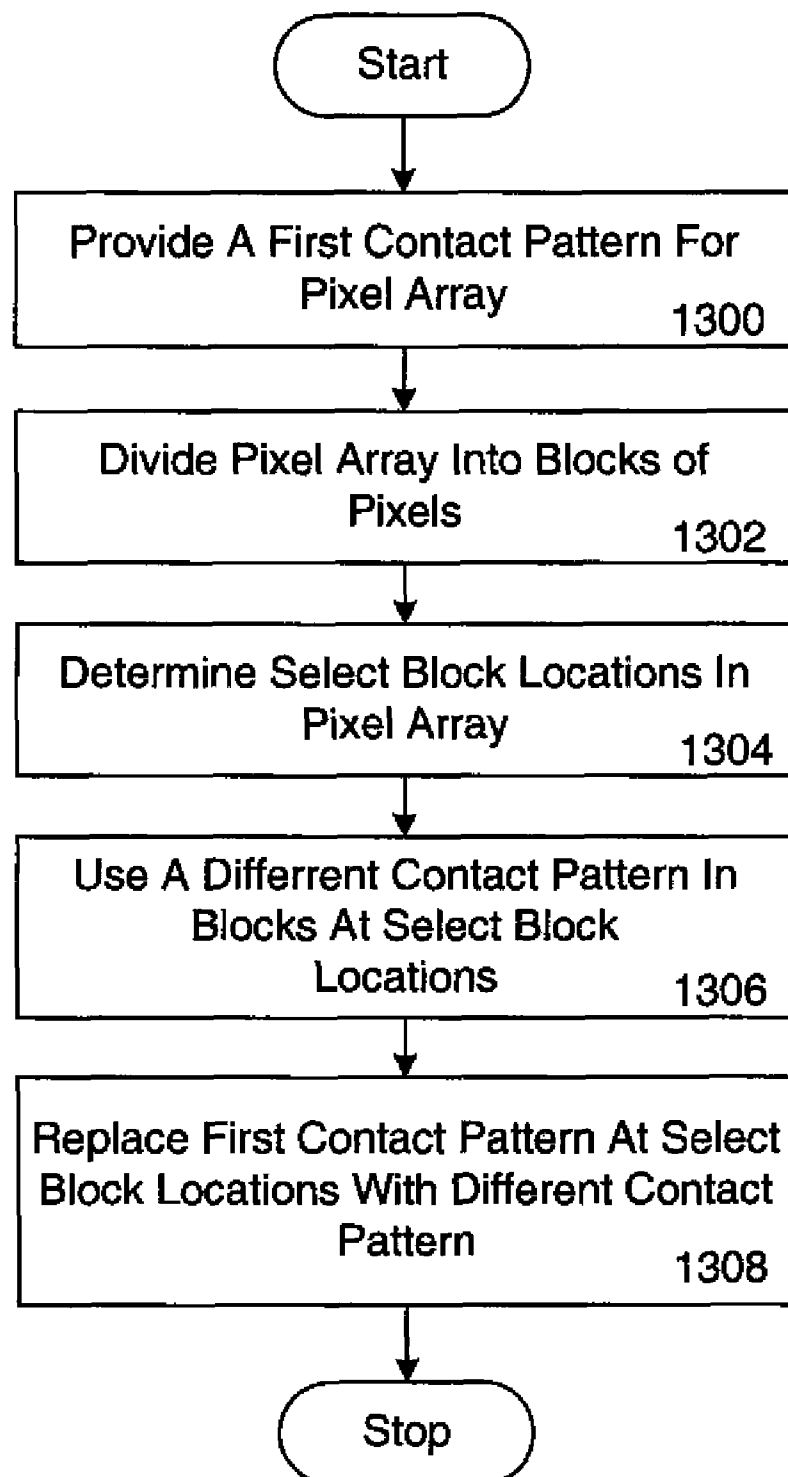 Start
Provide A First Contact Pattern For
Pixel Array
1300
Divide Pixel Array Into Blocks of
Pixels
1302
Determine Select Block Locations In
Pixel Array
1304
Use A Differrent Contact Pattern In
Blocks At Select Block
Locations
1306
Replace First Contact Pattern At Select
Block Locations With Different Contact
Pattern
1308
Stop